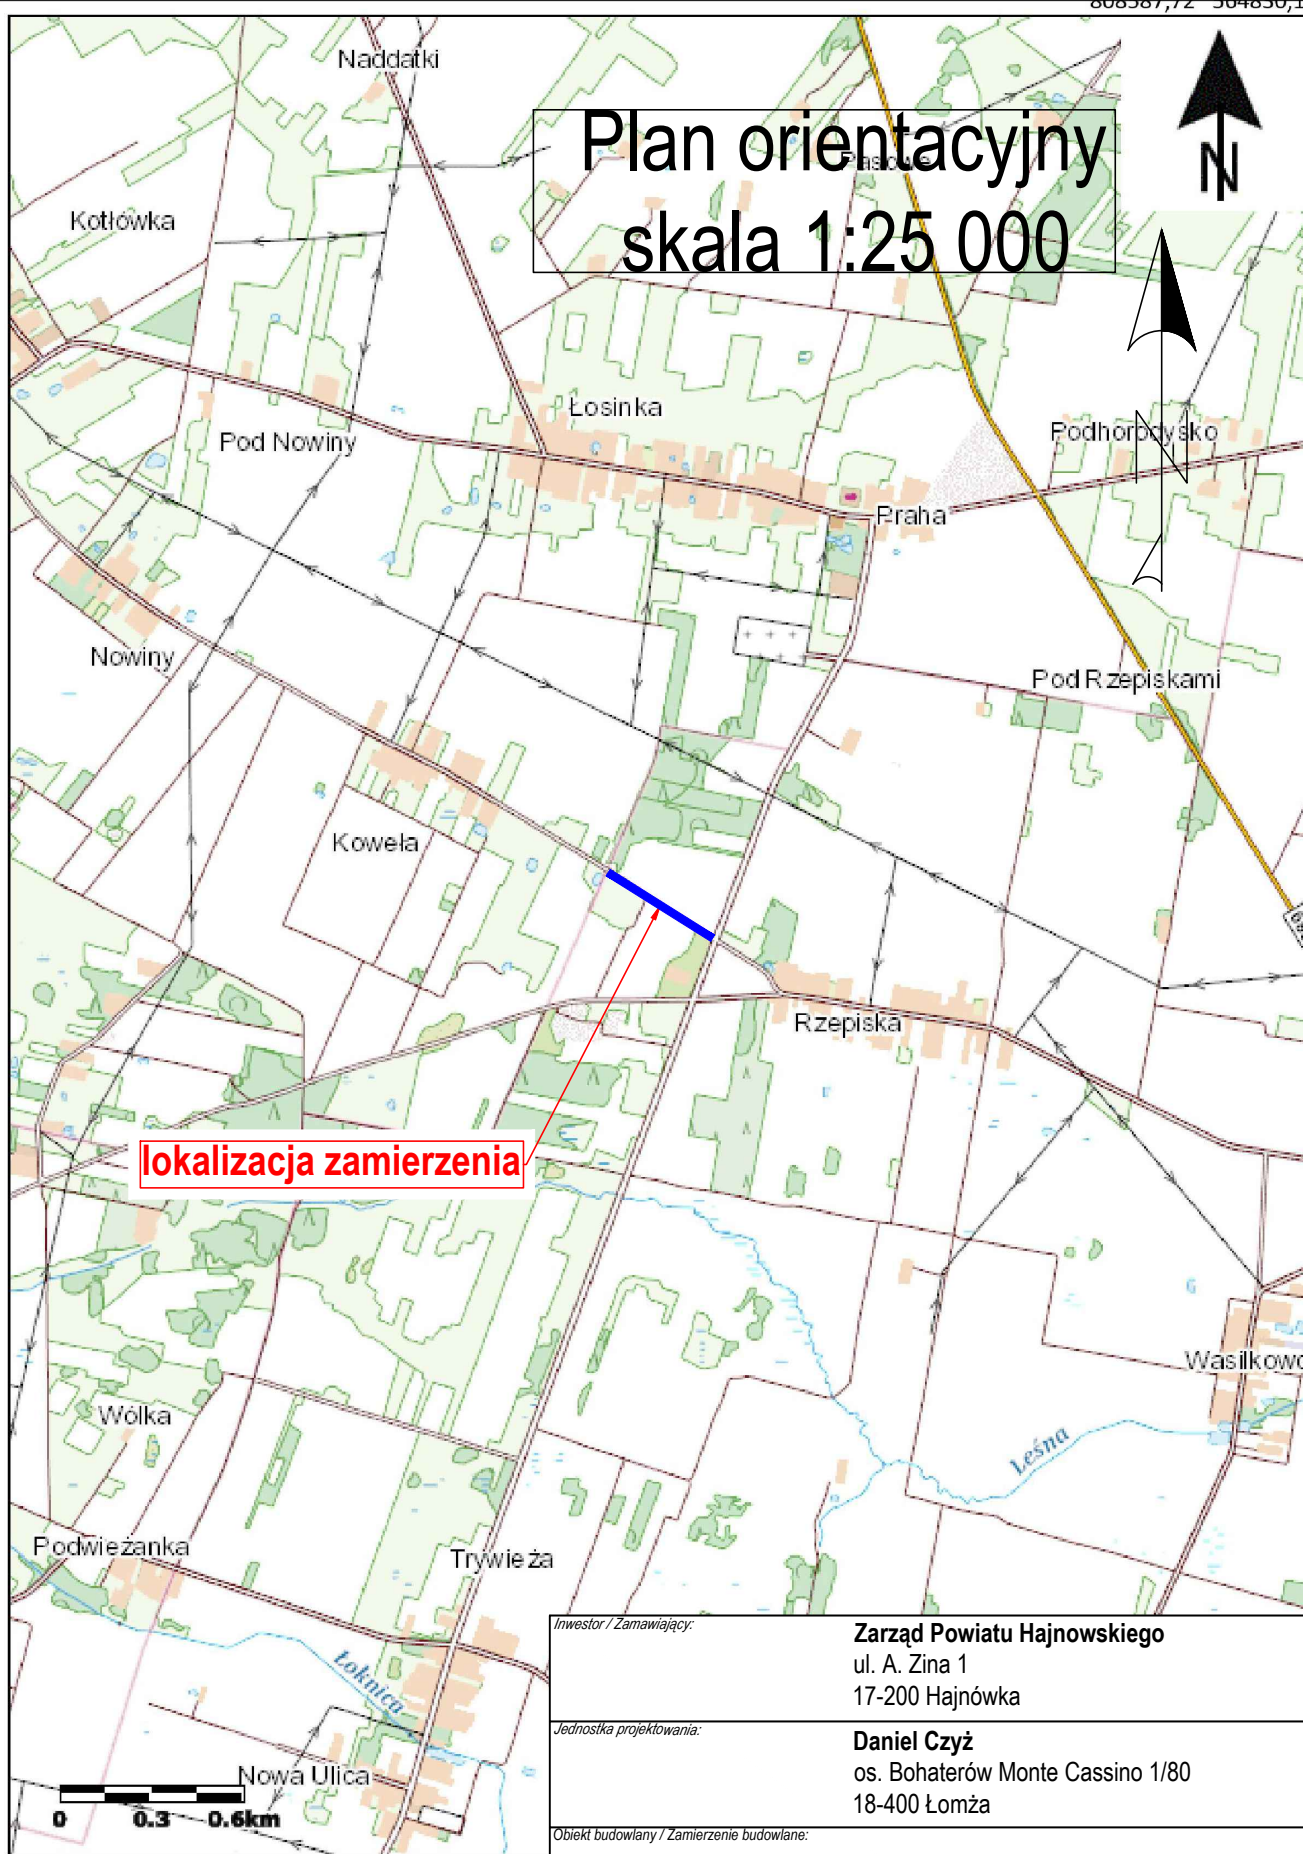 Naddatki
Plan orientacyjny
skala 1:25 000
N
Kotłówka
Łosinka
Pod Nowiny
Podhorodysko
Praha
Nowiny
Pod Rzepiskami
Koweła
Rzepiska
lokalizacja zamierzenia
Wasilkowo
Wólka
Leśna
Podwieżanka
Trywieża
Łoknica
Nowa Ulica
0 0.3 0.6km
Inwestor / Zamawiający:
Zarząd Powiatu Hajnowskiego
ul. A. Zina 1
17-200 Hajnówka
Jednostka projektowania:
Daniel Czyż
os. Bohaterów Monte Cassino 1/80
18-400 Łomża
Obiekt budowlany / Zamierzenie budowlane: